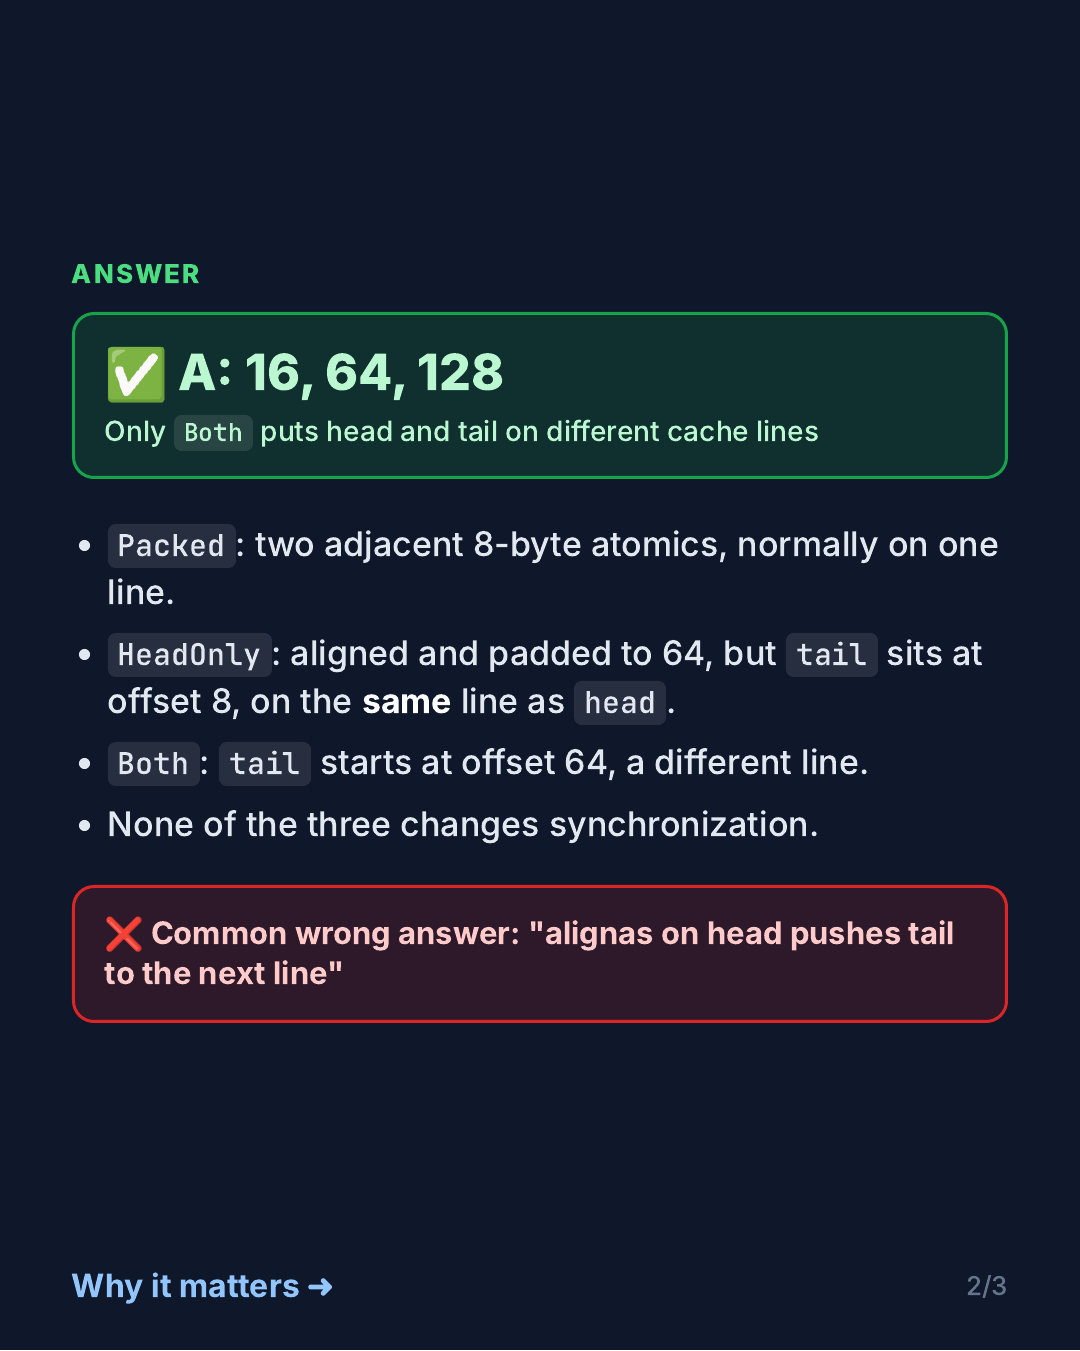 ANSWER
✅ A: 16, 64, 128
Only Both puts head and tail on different cache lines
• Packed: two adjacent 8-byte atomics, normally on one
line.
• HeadOnly: aligned and padded to 64, but tail sits at
offset 8, on the same line as head.
• Both: tail starts at offset 64, a different line.
• None of the three changes synchronization.
❌ Common wrong answer: "alignas on head pushes tail
to the next line"
Why it matters ➜
2/3